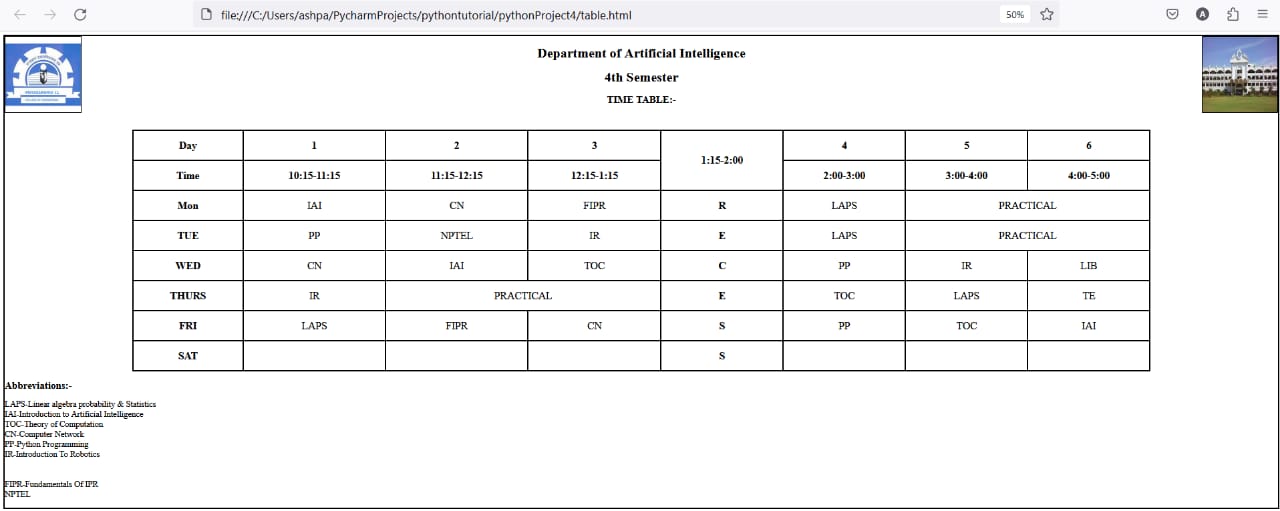 file:///C:/Users/ashpa/PycharmProjects/pythontutorial/pythonProject4/table.html 50% A
Department of Artificial Intelligence
4th Semester
TIME TABLE:-
Day 1 2 3 1:15-2:00 4 5 6
Time 10:15-11:15 11:15-12:15 12:15-1:15 2:00-3:00 3:00-4:00 4:00-5:00
Mon IAI CN FIPR R LAPS PRACTICAL
TUE PP NPTEL IR E LAPS PRACTICAL
WED CN IAI TOC C PP IR LIB
THURS IR PRACTICAL E TOC LAPS TE
FRI LAPS FIPR CN S PP TOC IAI
SAT S
Abbreviations:-
LAPS-Linear algebra probability & Statistics
IAI-Introduction to Artificial Intelligence
TOC-Theory of Computation
CN-Computer Network
PP-Python Programming
IR-Introduction To Robotics
FIPR-Fundamentals Of IPR
NPTEL